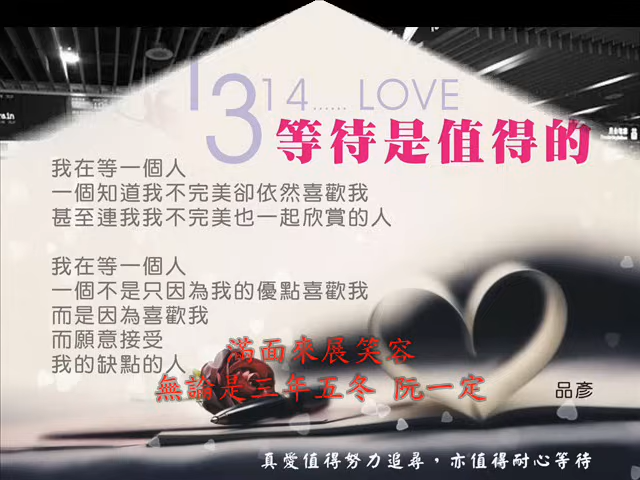 1314...... LOVE
等待是值得的
我在等一個人
一個知道我不完美卻依然喜歡我
甚至連我我不完美也一起欣賞的人
我在等一個人
一個不是只因為我的優點喜歡我
而是因為喜歡我
而願意接受
我的缺點的人
滿面來展笑容
無論是三年五冬 阮一定
品彥
真愛值得努力追尋，亦值得耐心等待